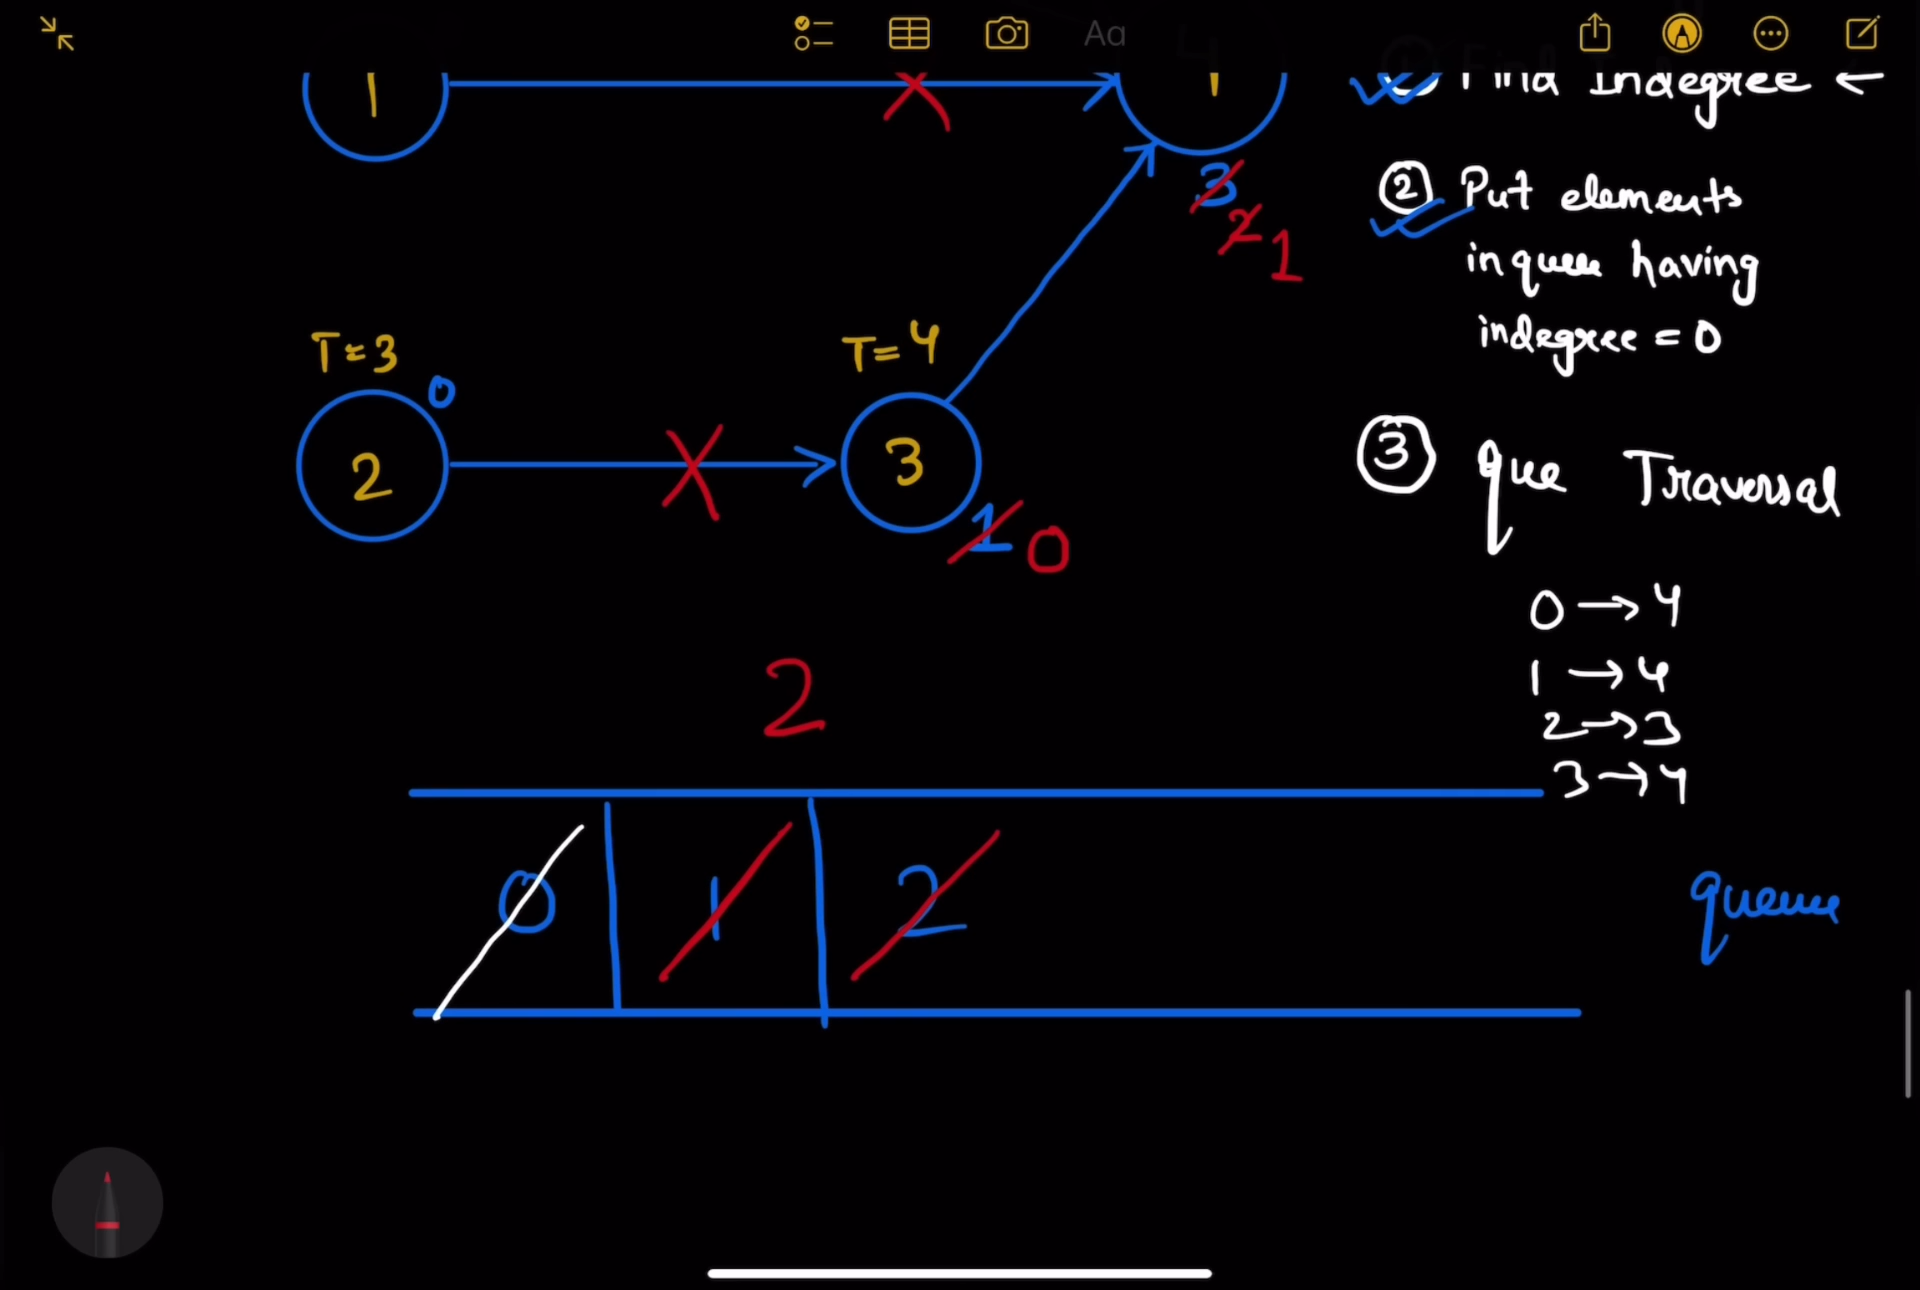 Aa
1
Find Indegree ←
3 2 1
② Put elements
in queue having
indegree = 0
T=3
0
2
T=4
3
1 0
③ que Traversal
0 → 4
1 → 4
2 → 3
3 → 4
2
0 1 2
queue